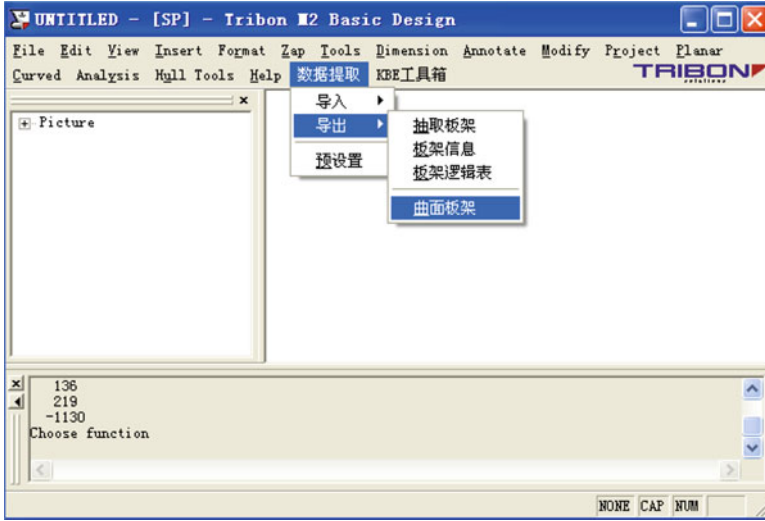 UNTITLED - [SP] - Tribon M2 Basic Design
File Edit View Insert Format Zap Tools Dimension Annotate Modify Project Planar
Curved Analysis Hull Tools Help 数据提取 KBE工具箱
TRIBON
solutions
Picture
导入
导出
预设置
抽取板架
板架信息
板架逻辑表
曲面板架
136
219
-1130
Choose function
NONE CAP NUM